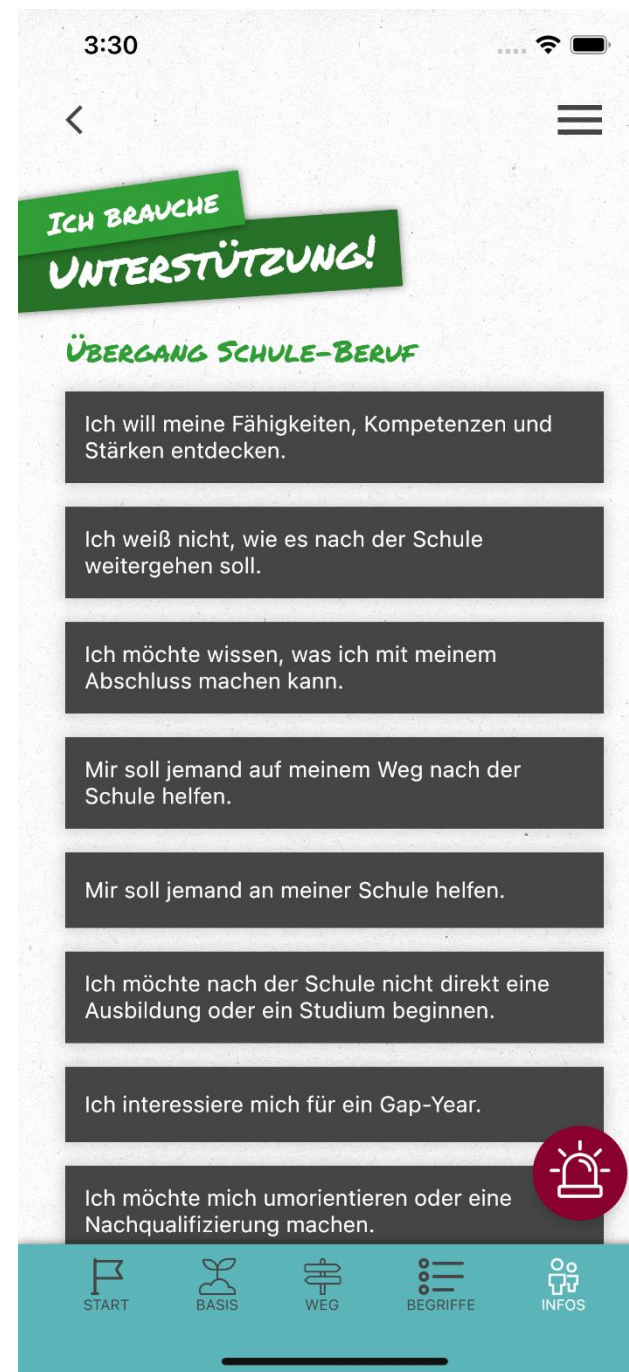 3:30
ICH BRAUCHE
UNTERSTÜTZUNG!
ÜBERGANG SCHULE-BERUF
Ich will meine Fähigkeiten, Kompetenzen und
Stärken entdecken.
Ich weiß nicht, wie es nach der Schule
weitergehen soll.
Ich möchte wissen, was ich mit meinem
Abschluss machen kann.
Mir soll jemand auf meinem Weg nach der
Schule helfen.
Mir soll jemand an meiner Schule helfen.
Ich möchte nach der Schule nicht direkt eine
Ausbildung oder ein Studium beginnen.
Ich interessiere mich für ein Gap-Year.
Ich möchte mich umorientieren oder eine
Nachqualifizierung machen.
START BASIS WEG BEGRIFFE INFOS